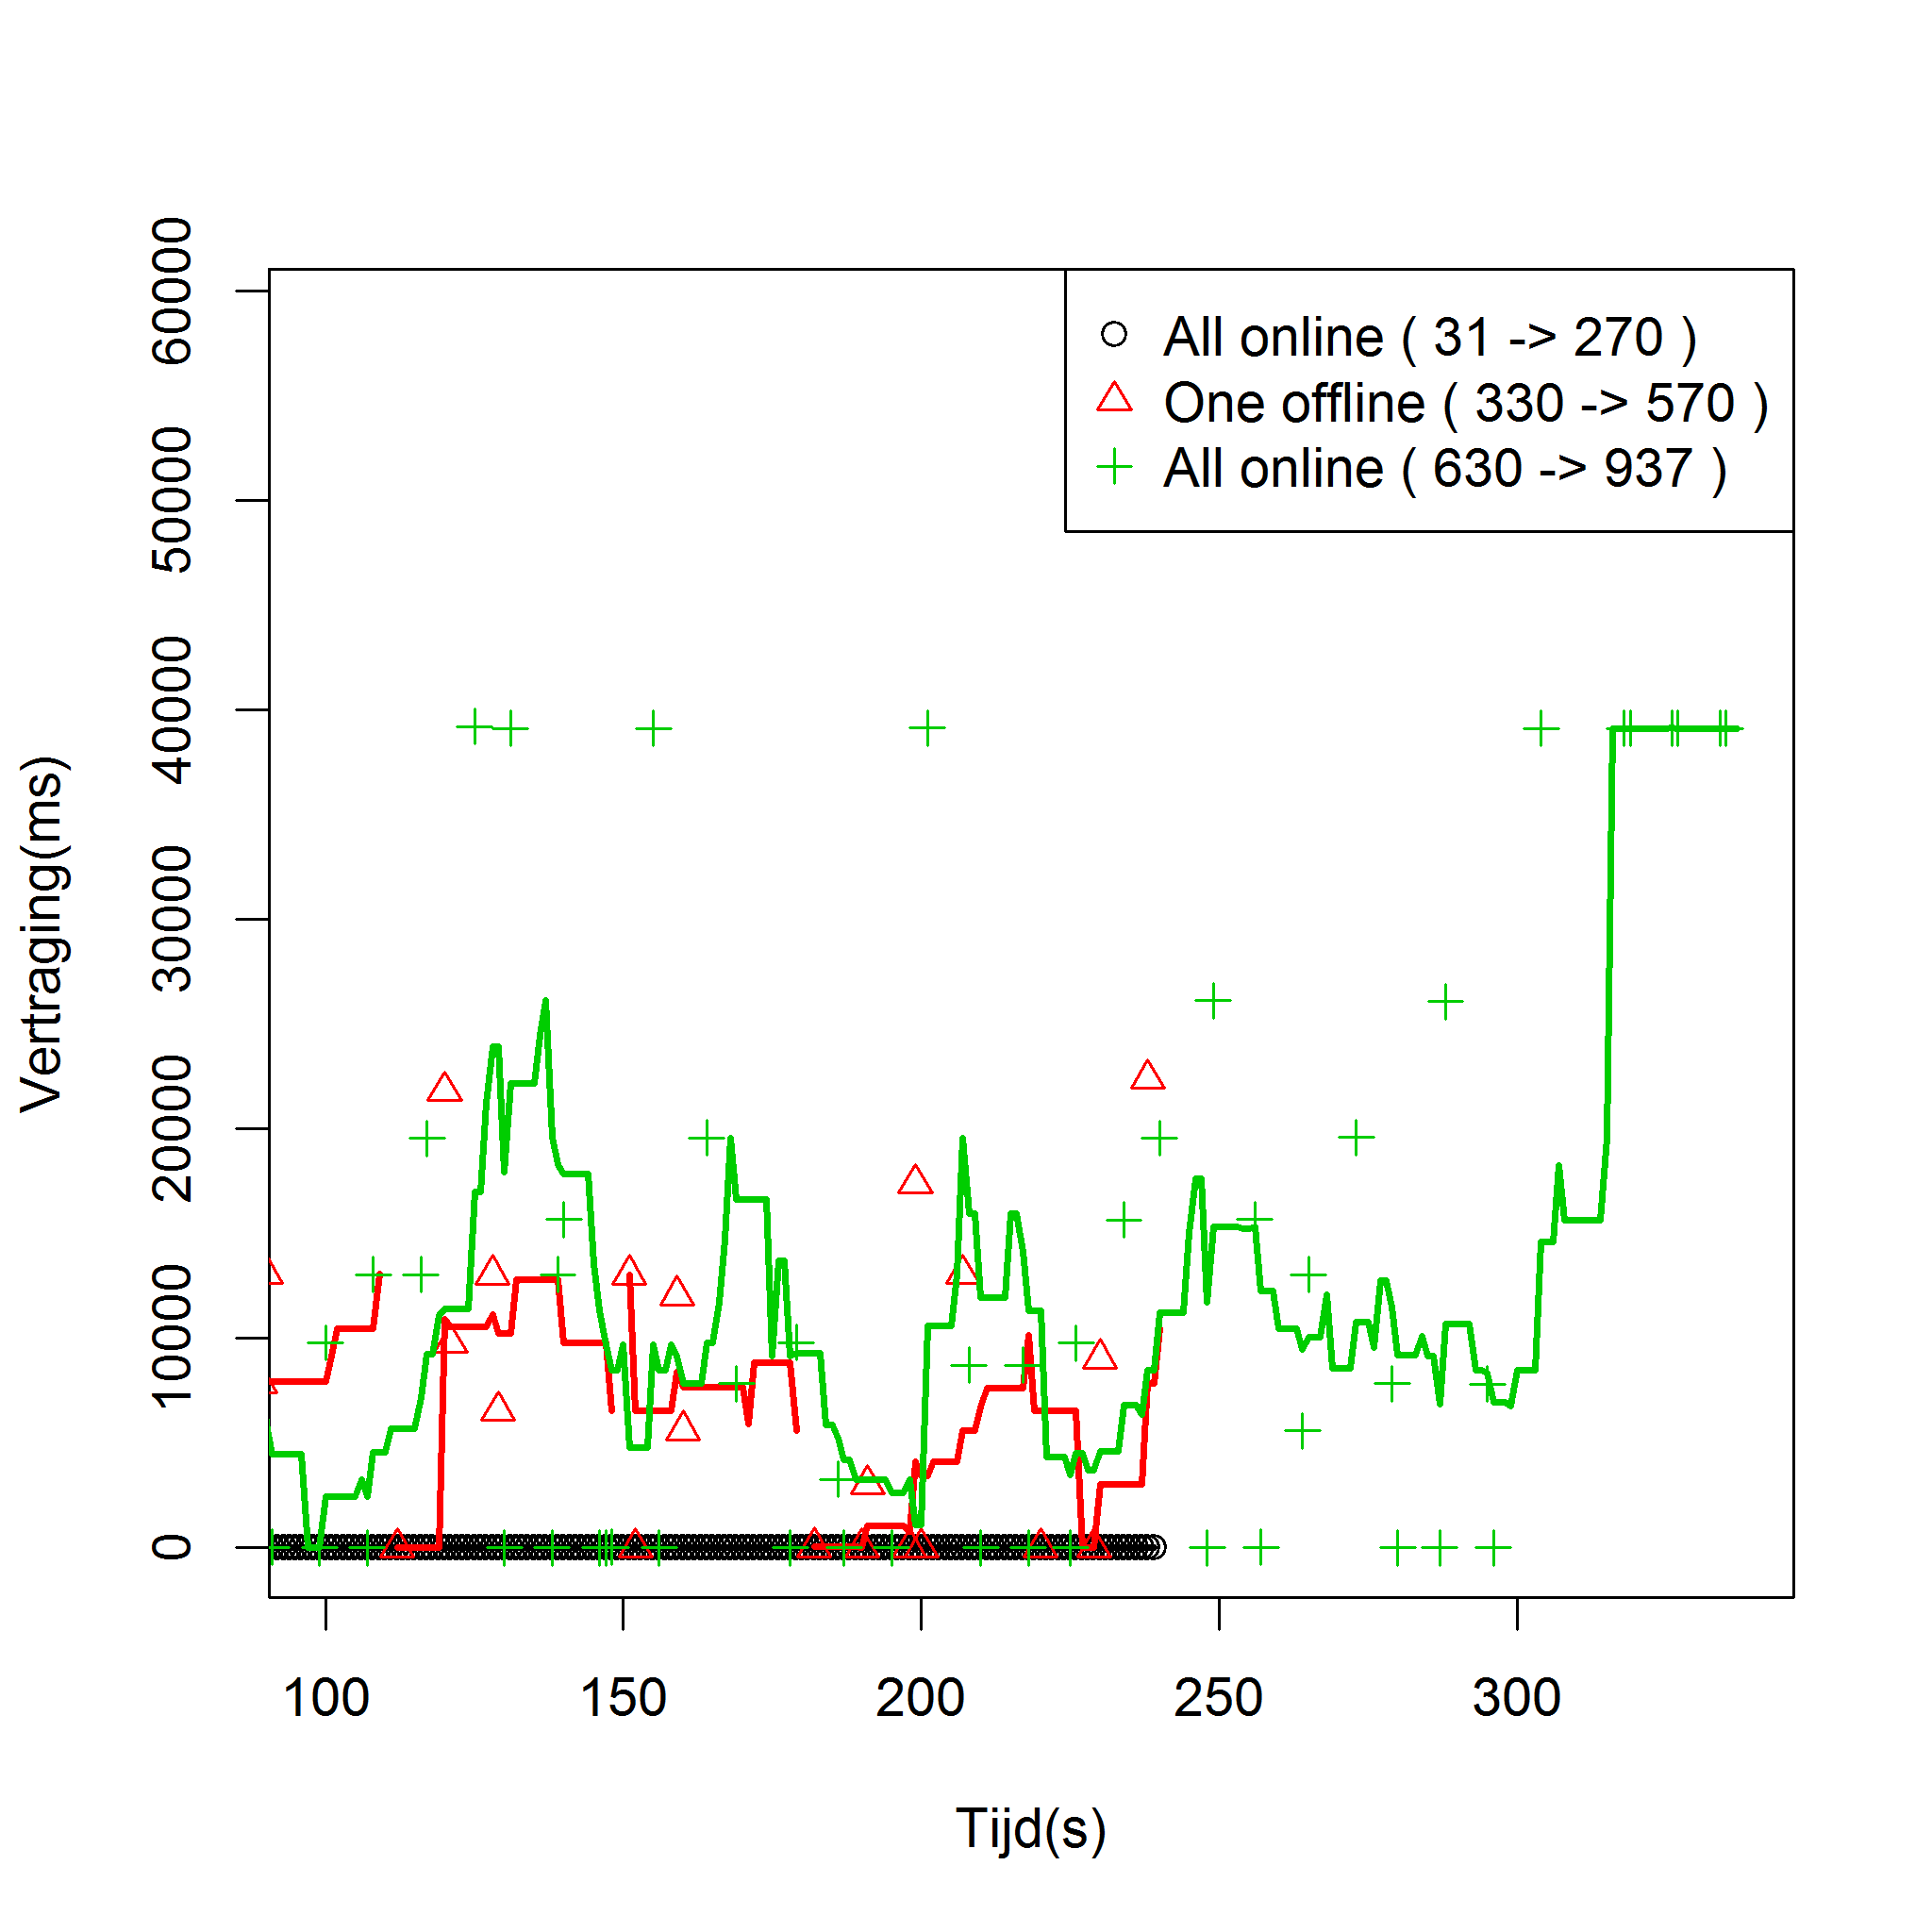 All online ( 31 -> 270 )
One offline ( 330 -> 570 )
All online ( 630 -> 937 )
Vertraging(ms)
60000
50000
40000
30000
20000
10000
0
100 150 200 250 300
Tijd(s)